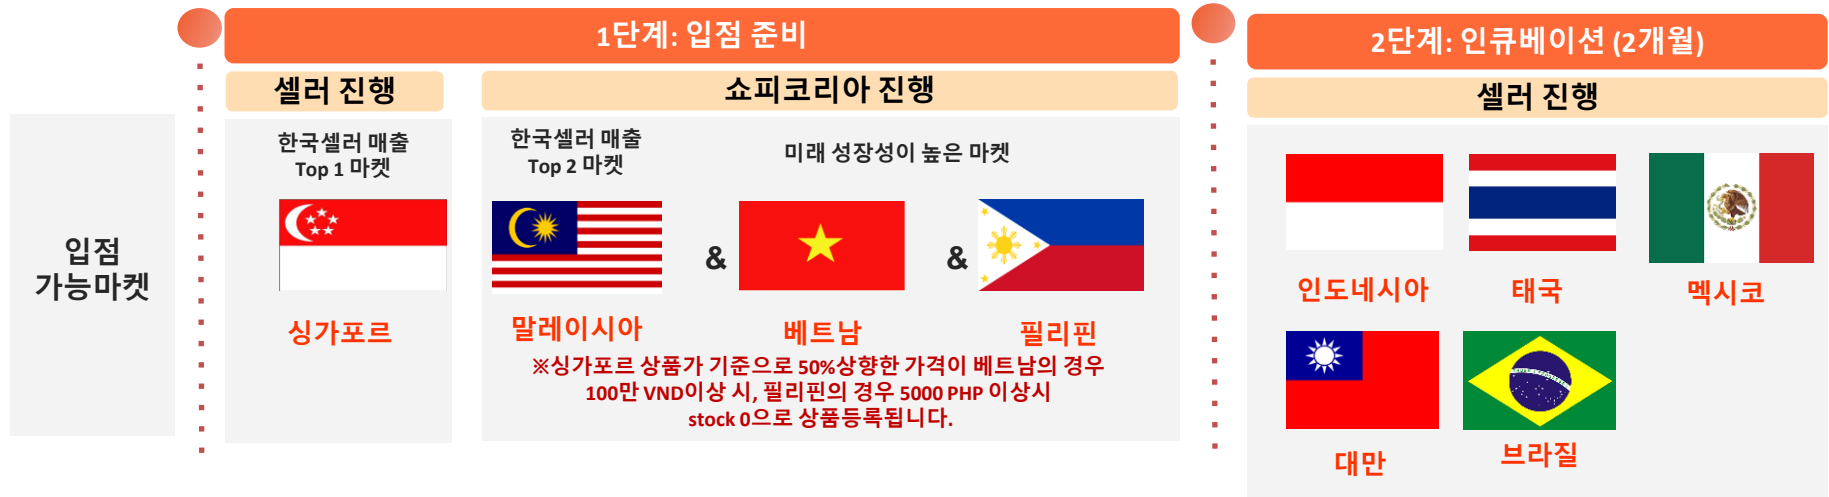 1단계: 입점 준비
2단계: 인큐베이션 (2개월)
셀러 진행
쇼피코리아 진행
셀러 진행
입점
가능마켓
한국셀러 매출
Top 1 마켓
싱가포르
한국셀러 매출
Top 2 마켓
미래 성장성이 높은 마켓
&
&
말레이시아
베트남
필리핀
※싱가포르 상품가 기준으로 50%상향한 가격이 베트남의 경우
100만 VND이상 시, 필리핀의 경우 5000 PHP 이상시
stock 0으로 상품등록됩니다.
인도네시아
태국
멕시코
대만
브라질